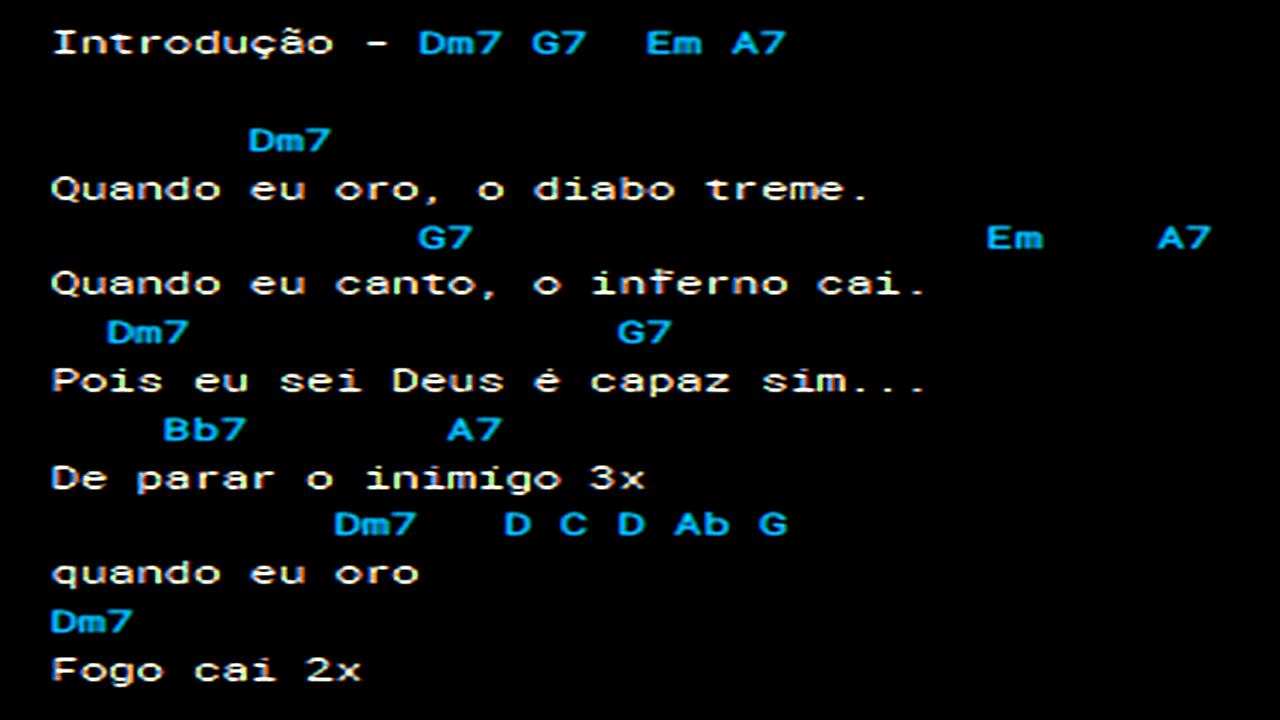 Introdução - Dm7 G7  Em A7
       Dm7
Quando eu oro, o diabo treme.
             G7                  Em    A7
Quando eu canto, o inferno cai.
  Dm7               G7
Pois eu sei Deus é capaz sim...
    Bb7       A7
De parar o inimigo 3x
          Dm7   D C D Ab G
quando eu oro
Dm7
Fogo cai 2x